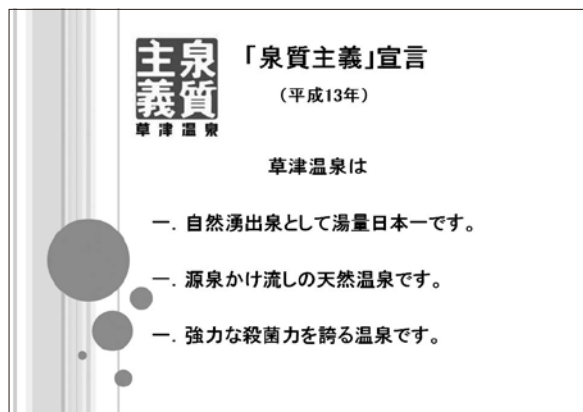 泉質主義
草津温泉
「泉質主義」宣言
（平成13年）
草津温泉は
一．自然湧出泉として湯量日本一です。
一．源泉かけ流しの天然温泉です。
一．強力な殺菌力を誇る温泉です。